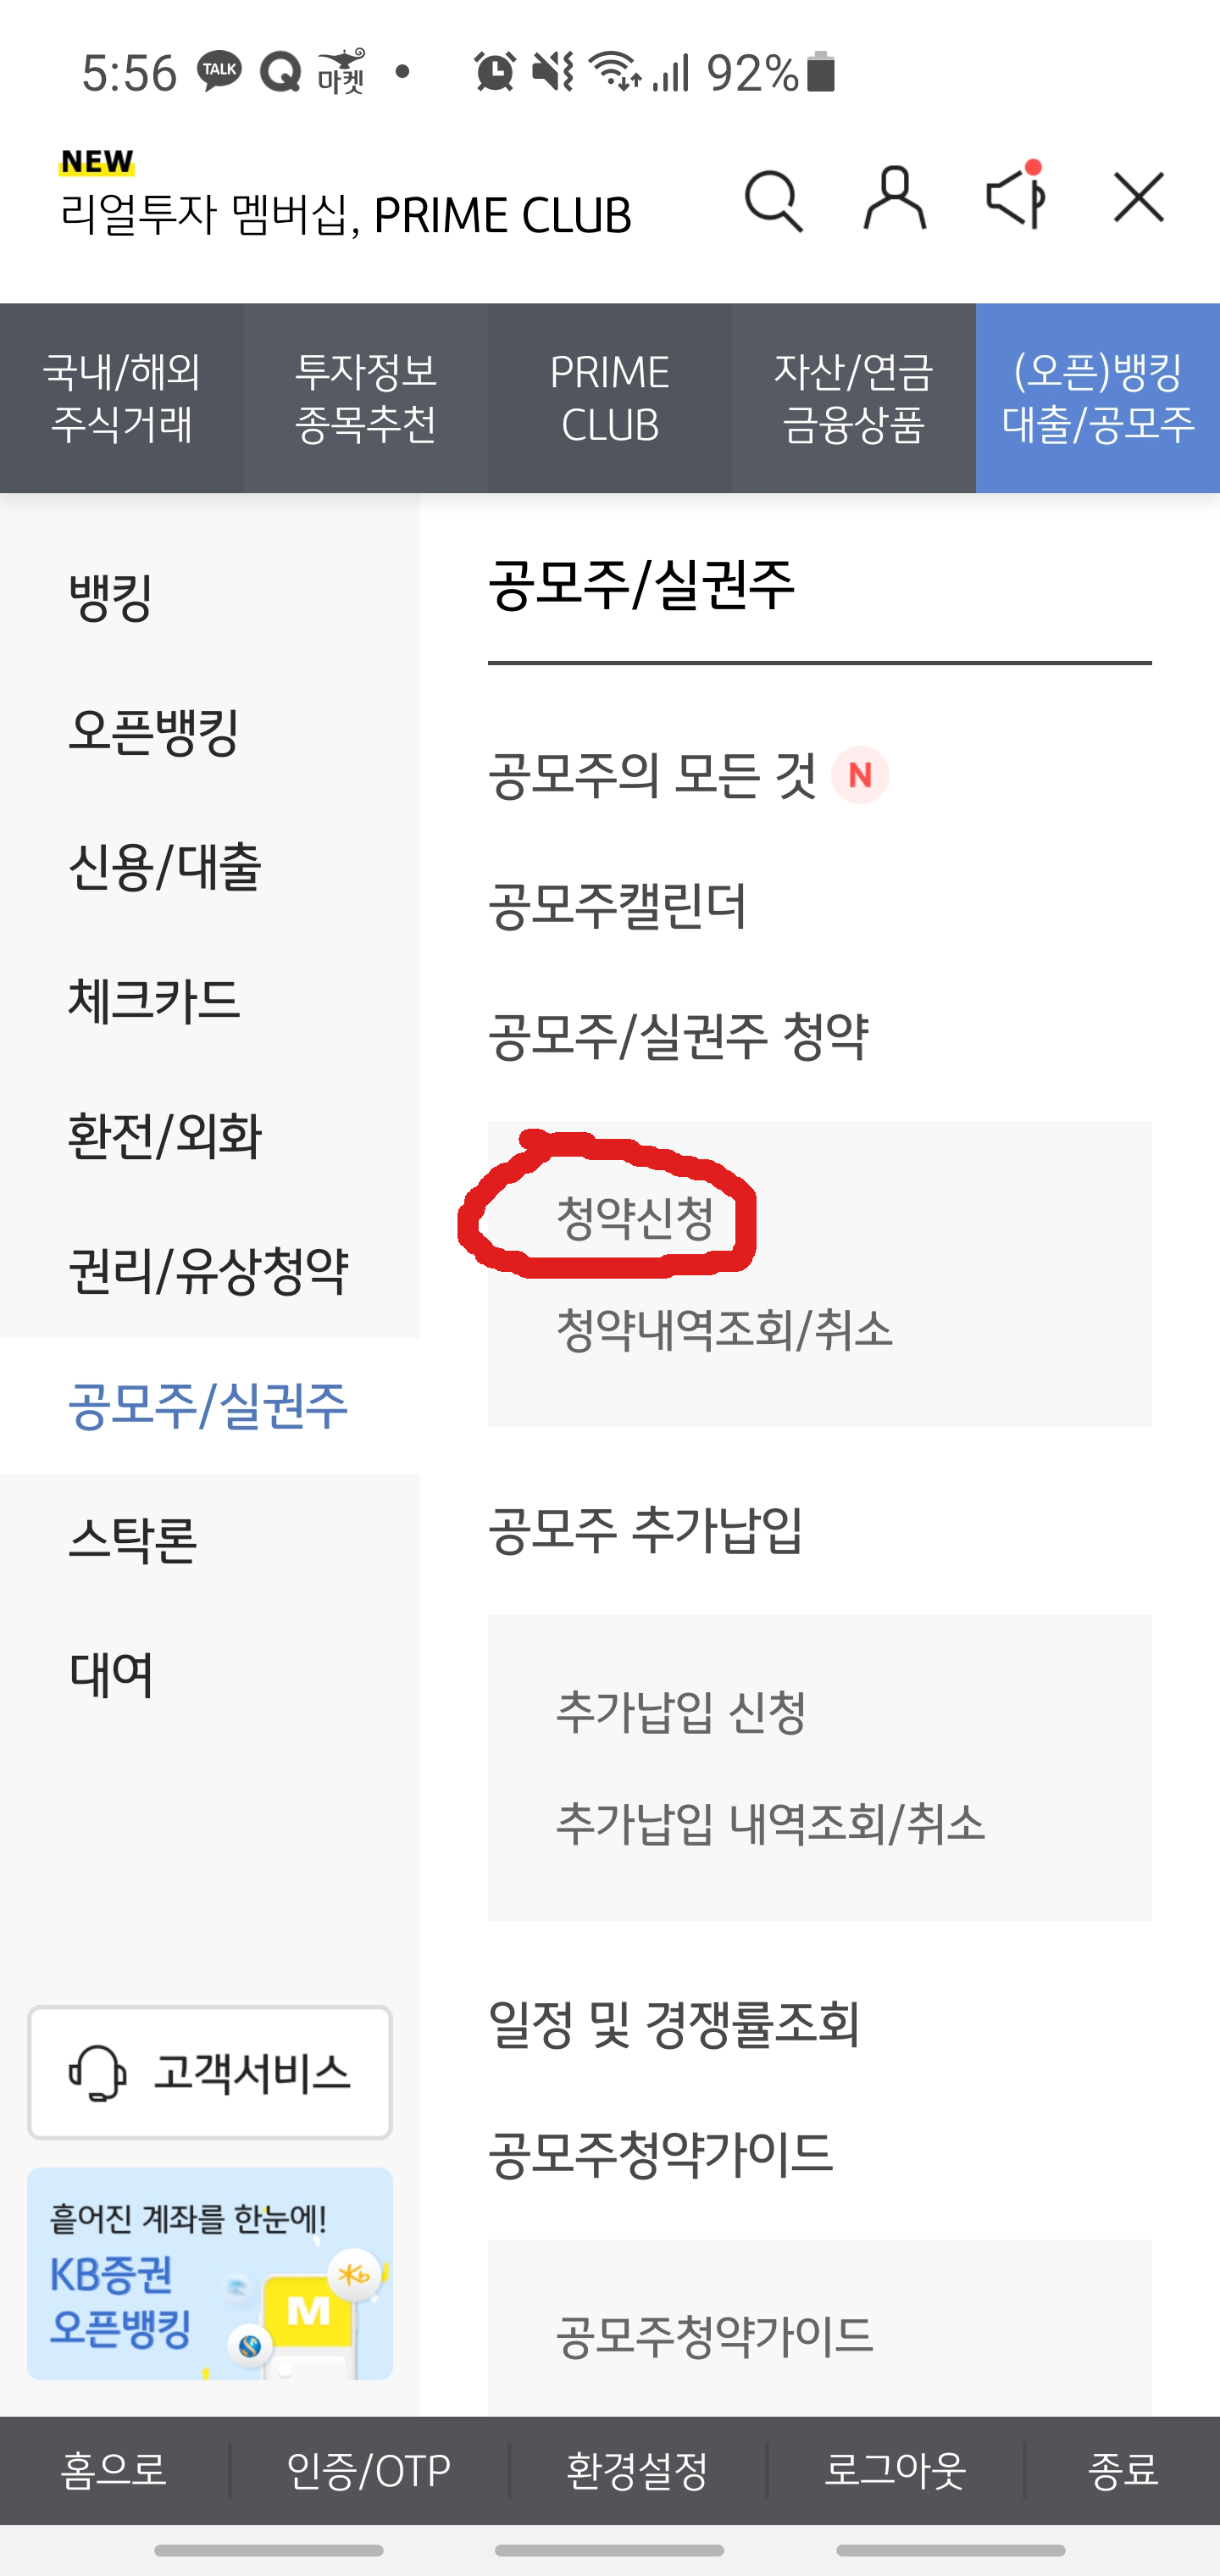 5:56 TALK Q 마켓 92%
NEW
리얼투자 멤버십, PRIME CLUB
국내/해외
주식거래
투자정보
종목추천
PRIME
CLUB
자산/연금
금융상품
(오픈)뱅킹
대출/공모주
뱅킹
오픈뱅킹
신용/대출
체크카드
환전/외화
권리/유상청약
공모주/실권주
스탁론
대여
고객서비스
흩어진 계좌를 한눈에!
KB증권
오픈뱅킹
M
공모주/실권주
공모주의 모든 것 N
공모주캘린더
공모주/실권주 청약
청약신청
청약내역조회/취소
공모주 추가납입
추가납입 신청
추가납입 내역조회/취소
일정 및 경쟁률조회
공모주청약가이드
공모주청약가이드
홈으로
인증/OTP
환경설정
로그아웃
종료